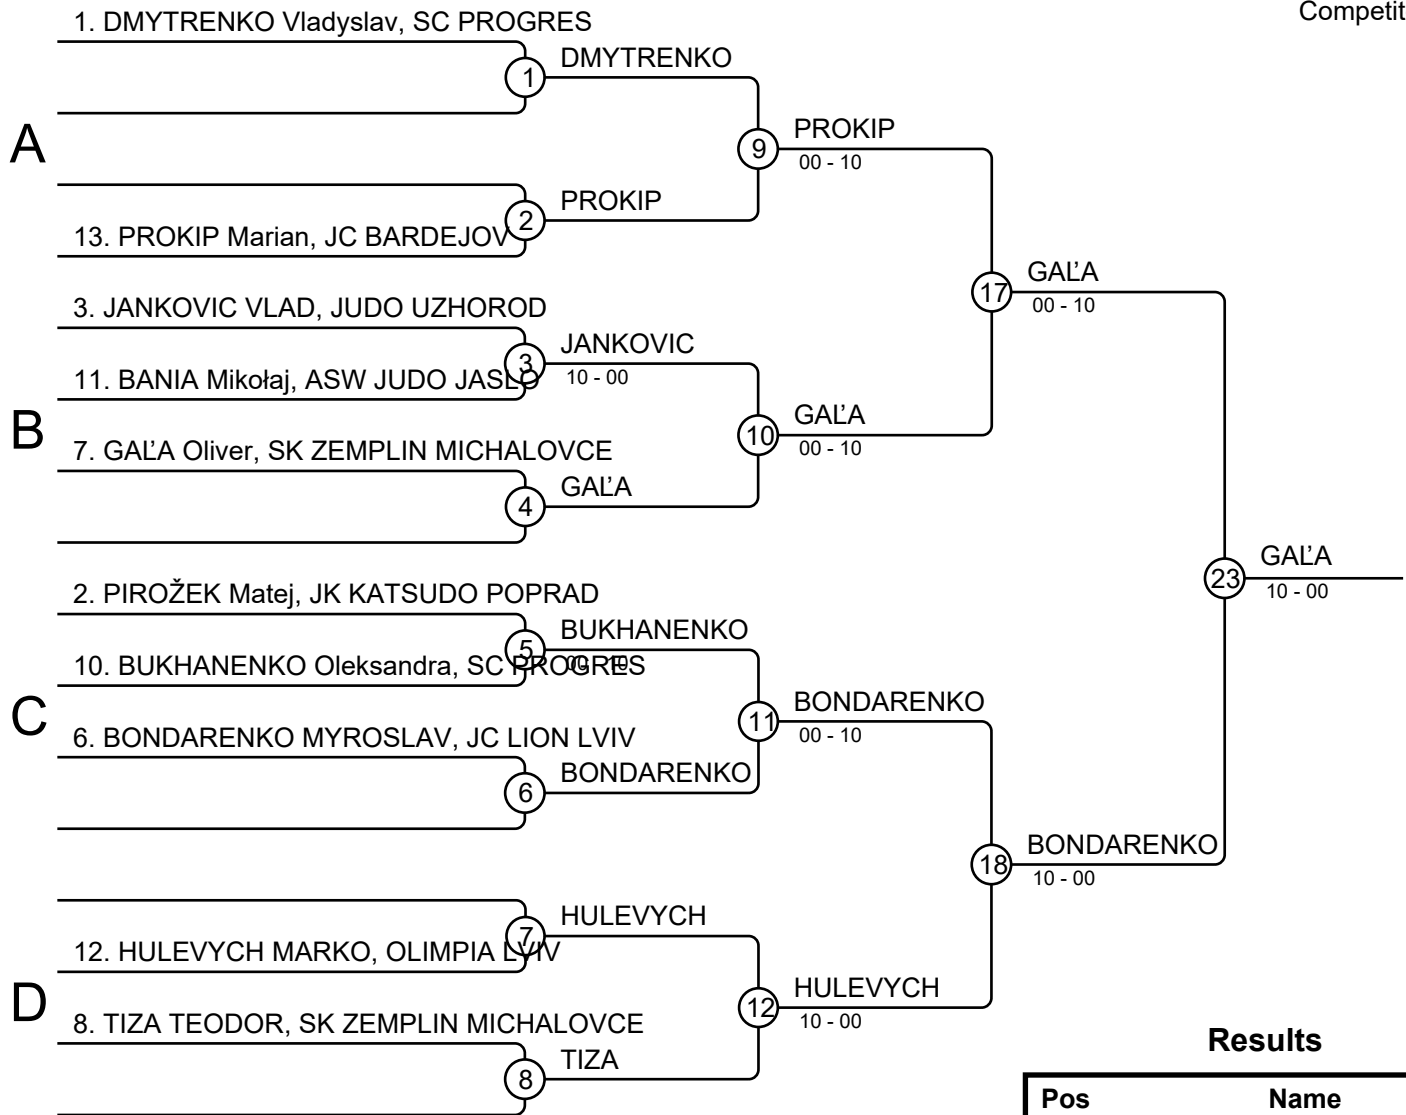 Competit
1. DMYTRENKO Vladyslav, SC PROGRES
1
DMYTRENKO
A
9
PROKIP
00 - 10
2
PROKIP
13. PROKIP Marian, JC BARDEJOV
17
GAĽA
00 - 10
3. JANKOVIC VLAD, JUDO UZHOROD
3
JANKOVIC
10 - 00
11. BANIA Mikołaj, ASW JUDO JASŁO
B
10
GAĽA
00 - 10
7. GAĽA Oliver, SK ZEMPLIN MICHALOVCE
4
GAĽA
23
GAĽA
10 - 00
2. PIROŽEK Matej, JK KATSUDO POPRAD
5
BUKHANENKO
00 - 10
10. BUKHANENKO Oleksandra, SC PROGRES
C
11
BONDARENKO
00 - 10
6. BONDARENKO MYROSLAV, JC LION LVIV
6
BONDARENKO
18
BONDARENKO
10 - 00
7
HULEVYCH
12. HULEVYCH MARKO, OLIMPIA LVIV
D
12
HULEVYCH
10 - 00
8. TIZA TEODOR, SK ZEMPLIN MICHALOVCE
8
TIZA
Results
Pos Name